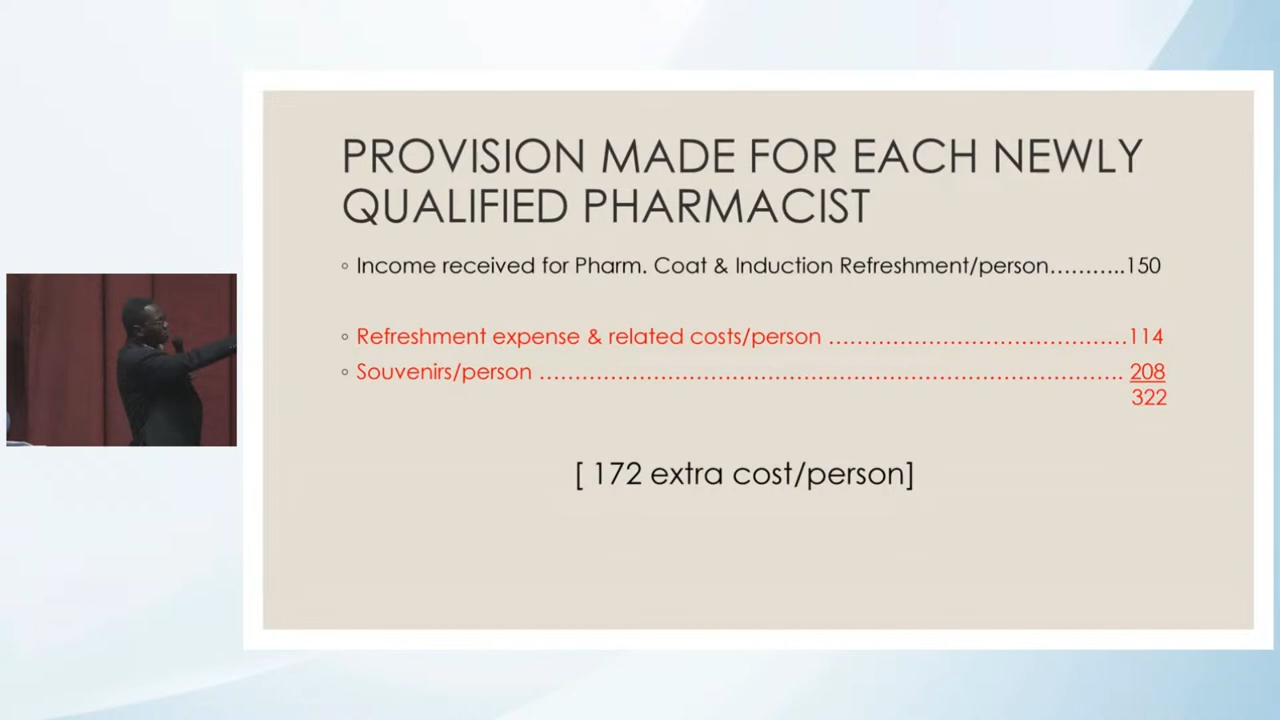 PROVISION MADE FOR EACH NEWLY
QUALIFIED PHARMACIST
◦ Income received for Pharm. Coat & Induction Refreshment/person………..150
◦ Refreshment expense & related costs/person ……………………………………114
◦ Souvenirs/person ………………………………………………………………………. 208
322
[ 172 extra cost/person]